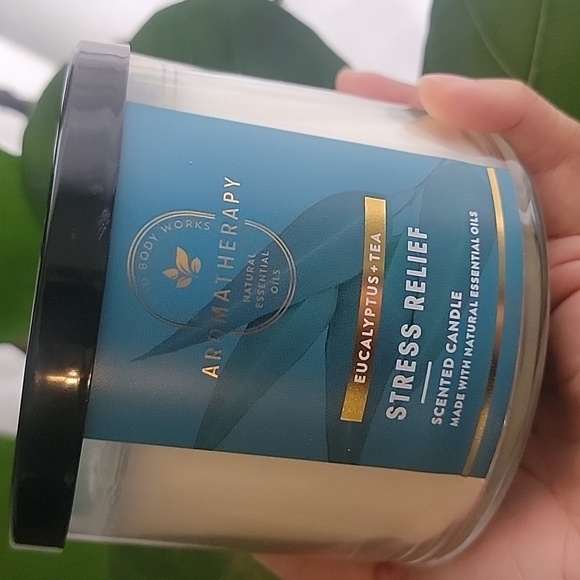 BODY WORKS
AROMATHERAPY
NATURAL
ESSENTIAL
OILS
EUCALYPTUS + TEA
STRESS RELIEF
SCENTED CANDLE
MADE WITH NATURAL ESSENTIAL OILS